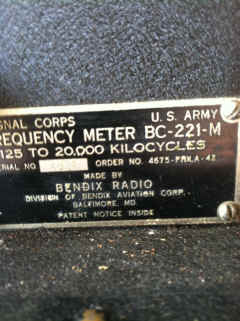 GNAL CORPS U.S. ARMY
REQUENCY METER BC-221-M
125 TO 20.000 KILOCYCLES
ERIAL NO ORDER NO. 4675-PHILA-43
MADE BY
BENDIX RADIO
DIVISION OF BENDIX AVIATION CORP.
BALTIMORE, MD.
PATENT NOTICE INSIDE